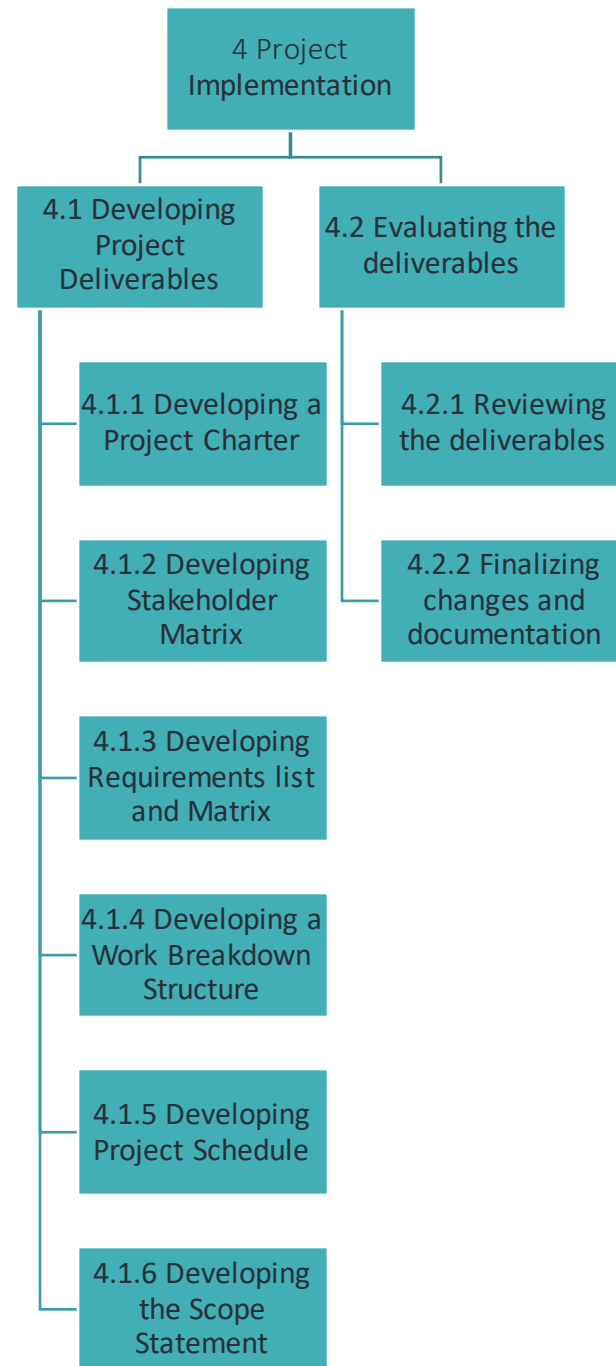 4 Project
Implementation
4.1 Developing
Project
Deliverables
4.2 Evaluating the
deliverables
4.1.1 Developing a
Project Charter
4.2.1 Reviewing
the deliverables
4.1.2 Developing
Stakeholder
Matrix
4.2.2 Finalizing
changes and
documentation
4.1.3 Developing
Requirements list
and Matrix
4.1.4 Developing a
Work Breakdown
Structure
4.1.5 Developing
Project Schedule
4.1.6 Developing
the Scope
Statement